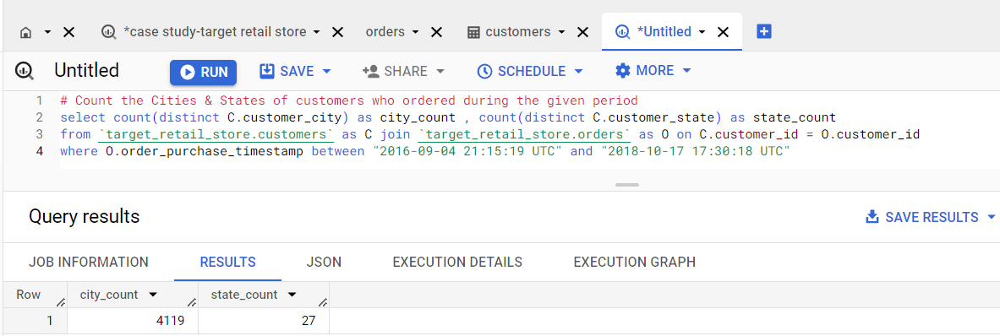 *case study-target retail store orders customers *Untitled
Untitled RUN SAVE SHARE SCHEDULE MORE
1 # Count the Cities & States of customers who ordered during the given period
2 select count(distinct C.customer_city) as city_count , count(distinct C.customer_state) as state_count
3 from `target_retail_store.customers` as C join `target_retail_store.orders` as O on C.customer_id = O.customer_id
4 where O.order_purchase_timestamp between "2016-09-04 21:15:19 UTC" and "2018-10-17 17:30:18 UTC"
Query results SAVE RESULTS
JOB INFORMATION RESULTS JSON EXECUTION DETAILS EXECUTION GRAPH
Row city_count state_count
1 4119 27